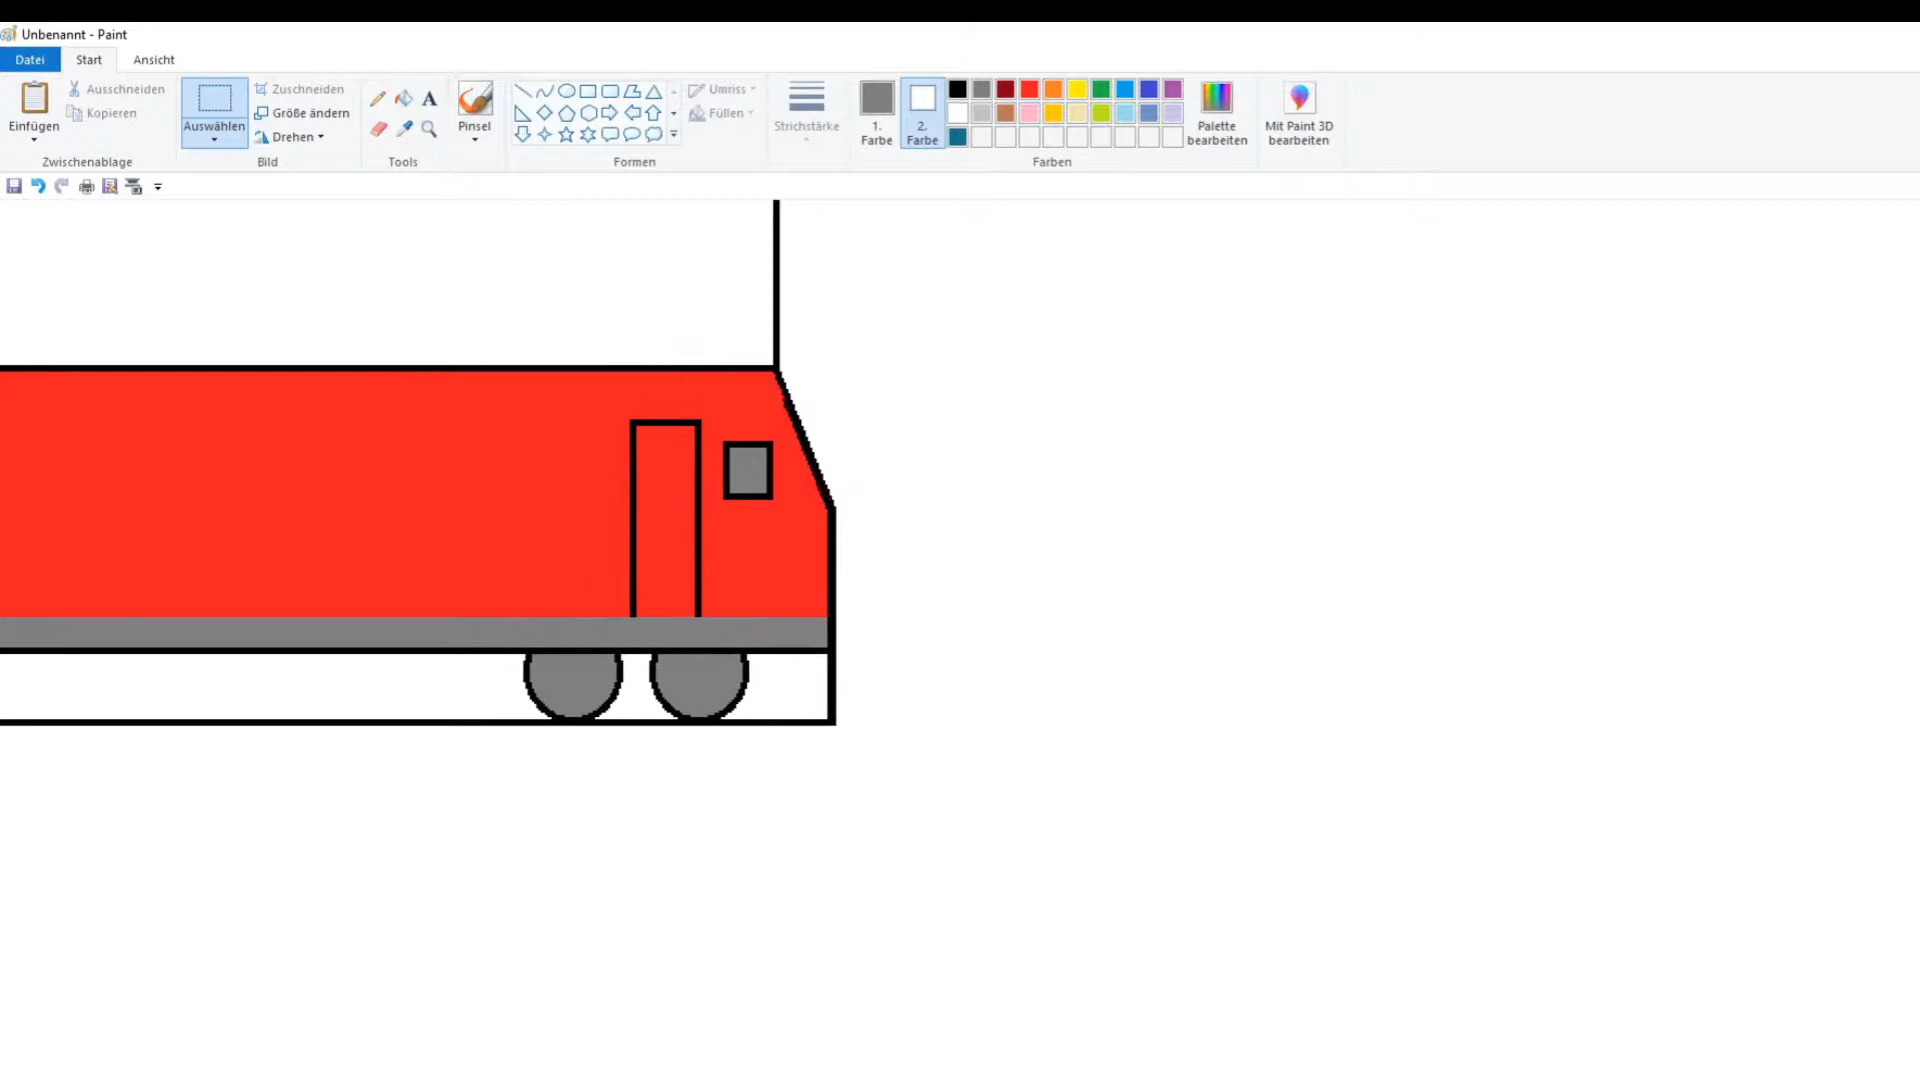 Unbenannt - Paint
Datei Start Ansicht
Einfügen
Ausschneiden
Kopieren
Zwischenablage
Auswählen
Zuschneiden
Größe ändern
Drehen
Bild
A
Tools
Pinsel
Formen
Umriss
Füllen
Strichstärke
1.
Farbe
2.
Farbe
Farben
Palette
bearbeiten
Mit Paint 3D
bearbeiten